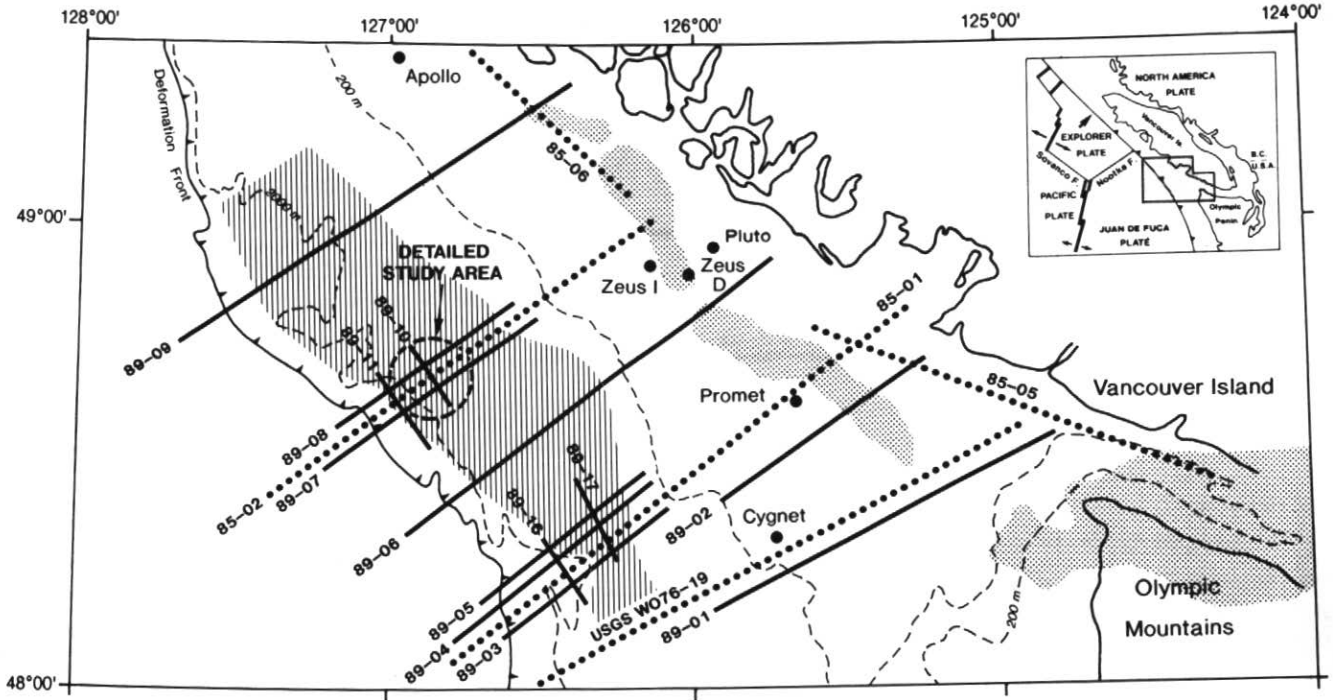 128°00'
127°00'
126°00'
125°00'
124°00'
Apollo
Deformation Front
200 m
85-06
NORTH AMERICA
PLATE
EXPLORER
PLATE
Vancouver Is.
B.C.
U.S.A.
Sovanco F.
Nootka F.
PACIFIC
PLATE
Olympic
Penin
JUAN DE FUCA
PLATE
49°00'
2000 m
DETAILED
STUDY AREA
Pluto
Zeus I
Zeus
D
89-10
89-11
85-01
89-09
Promet
85-05
Vancouver Island
89-08
85-02
89-07
89-17
89-16
89-06
89-02
Cygnet
USGS WO76-19
89-05
89-04
89-03
89-01
200 m
Olympic
Mountains
48°00'